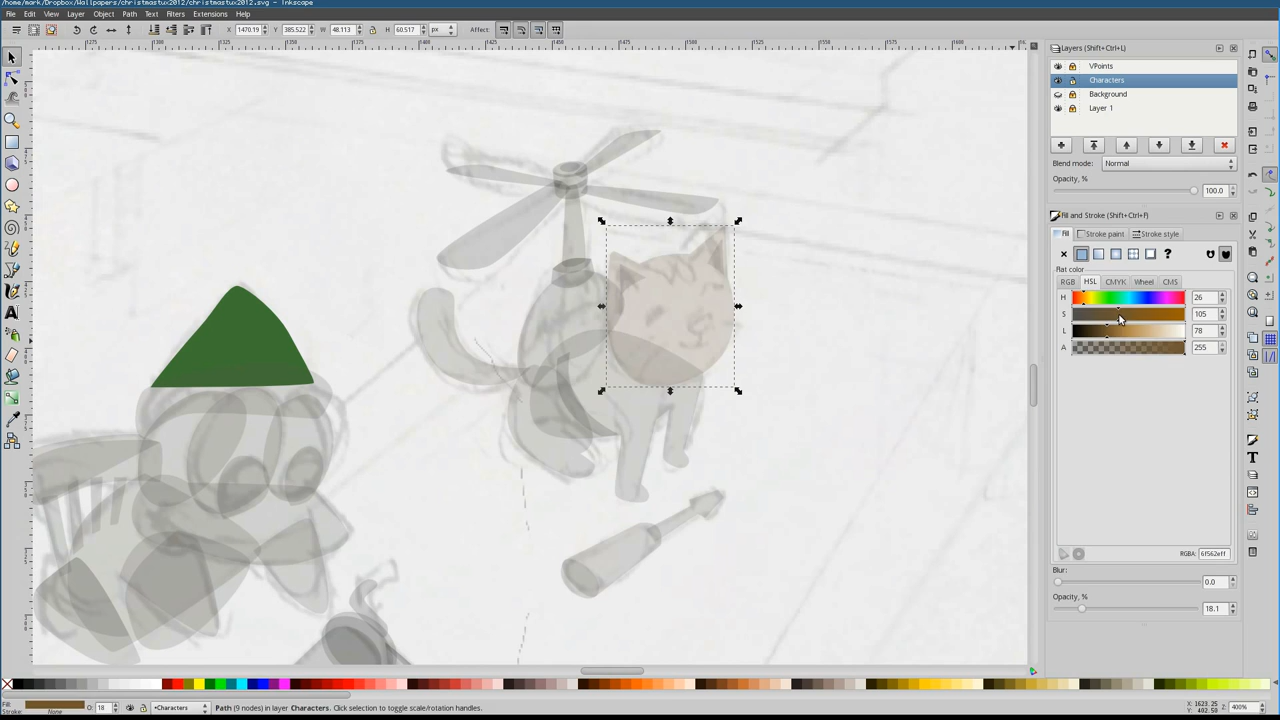 /home/mark/Dropbox/Wallpapers/christmastux2012/christmastux2012.svg - Inkscape
File Edit View Layer Object Path Text Filters Extensions Help
X 1470.19 Y 385.522 W 48.113 H 60.517 px Affect:
Layers (Shift+Ctrl+L)
VPoints
Characters
Background
Layer 1
Blend mode: Normal
Opacity, %
100.0
Fill and Stroke (Shift+Ctrl+F)
Fill Stroke paint Stroke style
?
Flat color
RGB HSL CMYK Wheel CMS
H 26
S 105
L 78
A 255
RGBA: 6f562eff
Blur:
0.0
Opacity, %
18.1
Fill:
Stroke: None
O: 18
•Characters
Path (9 nodes) in layer Characters. Click selection to toggle scale/rotation handles.
X: 1623.25
Y: 402.50
Z: 400%